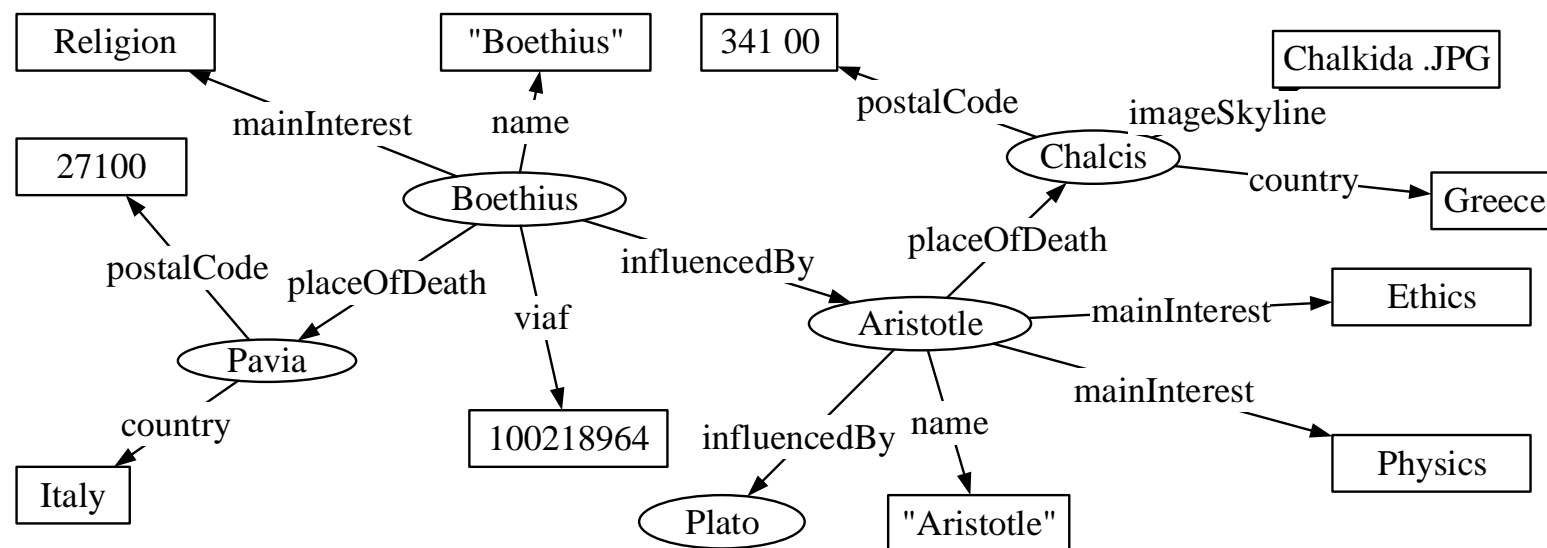 Religion
"Boethius"
341 00
Chalkida .JPG
mainInterest
name
postalCode
imageSkyline
27100
Boethius
Chalcis
country
Greece
postalCode
placeOfDeath
influencedBy
placeOfDeath
viaf
Aristotle
mainInterest
Ethics
Pavia
mainInterest
country
100218964
influencedBy
name
Physics
Italy
Plato
"Aristotle"